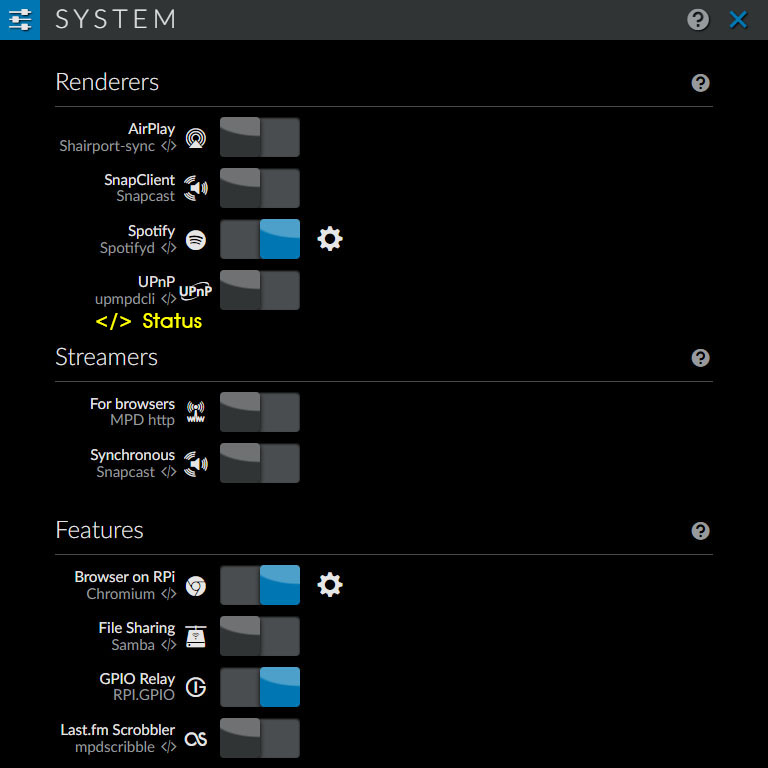 SYSTEM
Renderers
AirPlay
Shairport-sync </>
SnapClient
Snapcast
Spotify
Spotifyd </>
UPnP
upmpdcli </> UPnP
</> Status
Streamers
For browsers
MPD http
Synchronous
Snapcast </>
Features
Browser on RPi
Chromium </>
File Sharing
Samba </>
GPIO Relay
RPI.GPIO
Last.fm Scrobbler
mpdscribble </>